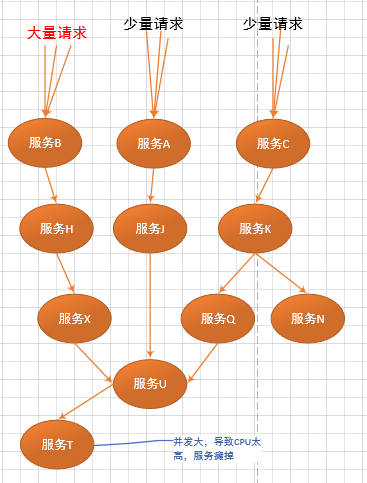 大量请求
少量请求
少量请求
服务B
服务A
服务C
服务H
服务J
服务K
服务X
服务Q
服务N
服务U
服务T
并发大，导致CPU太
高，服务瘫掉